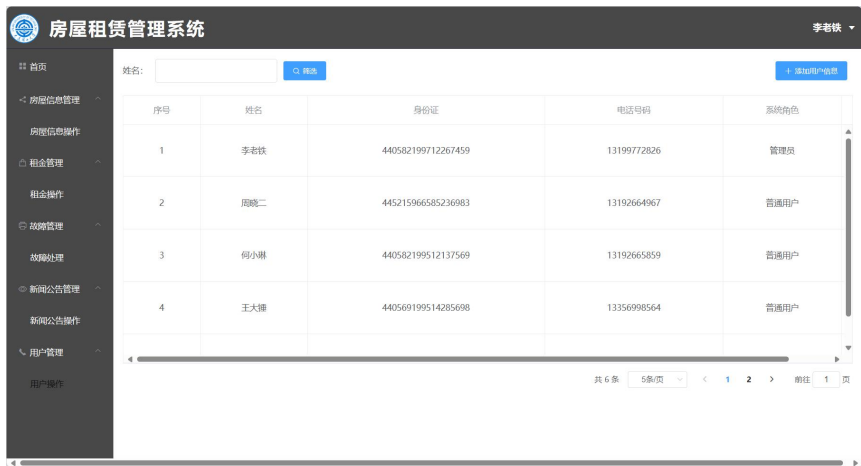 房屋租赁管理系统
李老铁
首页
姓名：
筛选
+ 添加用户信息
房屋信息管理
房屋信息操作
租金管理
租金操作
故障管理
故障处理
新闻公告管理
新闻公告操作
用户管理
用户操作
序号 姓名 身份证 电话号码 系统角色
1 李老铁 440582199712267459 13199772826 管理员
2 周晓二 445215966585236983 13192664967 普通用户
3 何小琳 440582199512137569 13192665859 普通用户
4 王大锤 440569199514285698 13356998564 普通用户
共 6 条 5条/页 < 1 2 > 前往 1 页